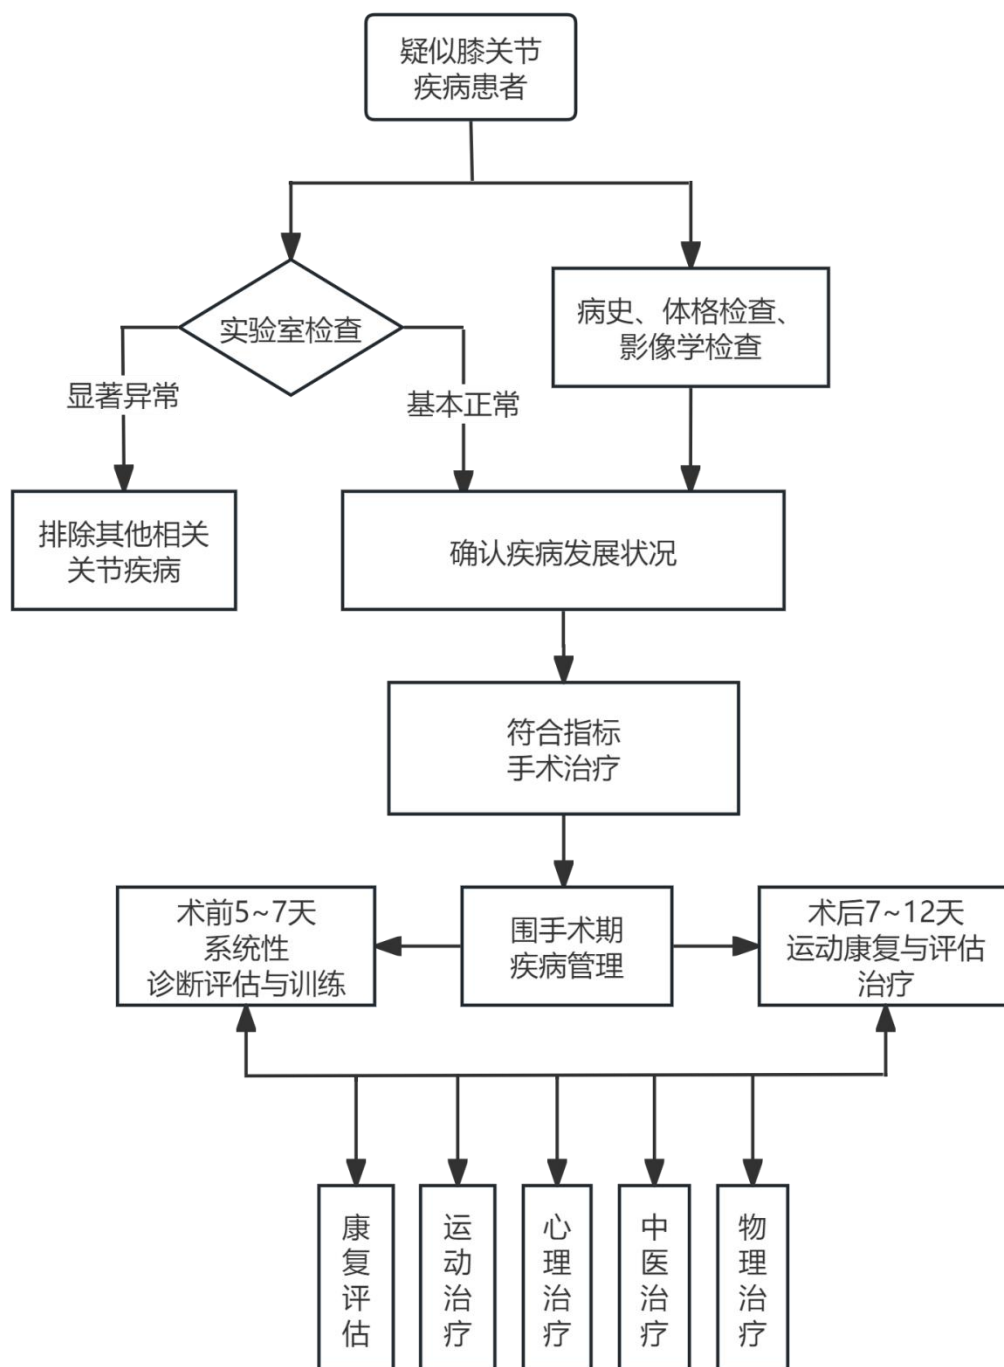 疑似膝关节
疾病患者
实验室检查
病史、体格检查、
影像学检查
显著异常
基本正常
排除其他相关
关节疾病
确认疾病发展状况
符合指标
手术治疗
术前5~7天
系统性
诊断评估与训练
围手术期
疾病管理
术后7~12天
运动康复与评估
治疗
康复评估
运动治疗
心理治疗
中医治疗
物理治疗